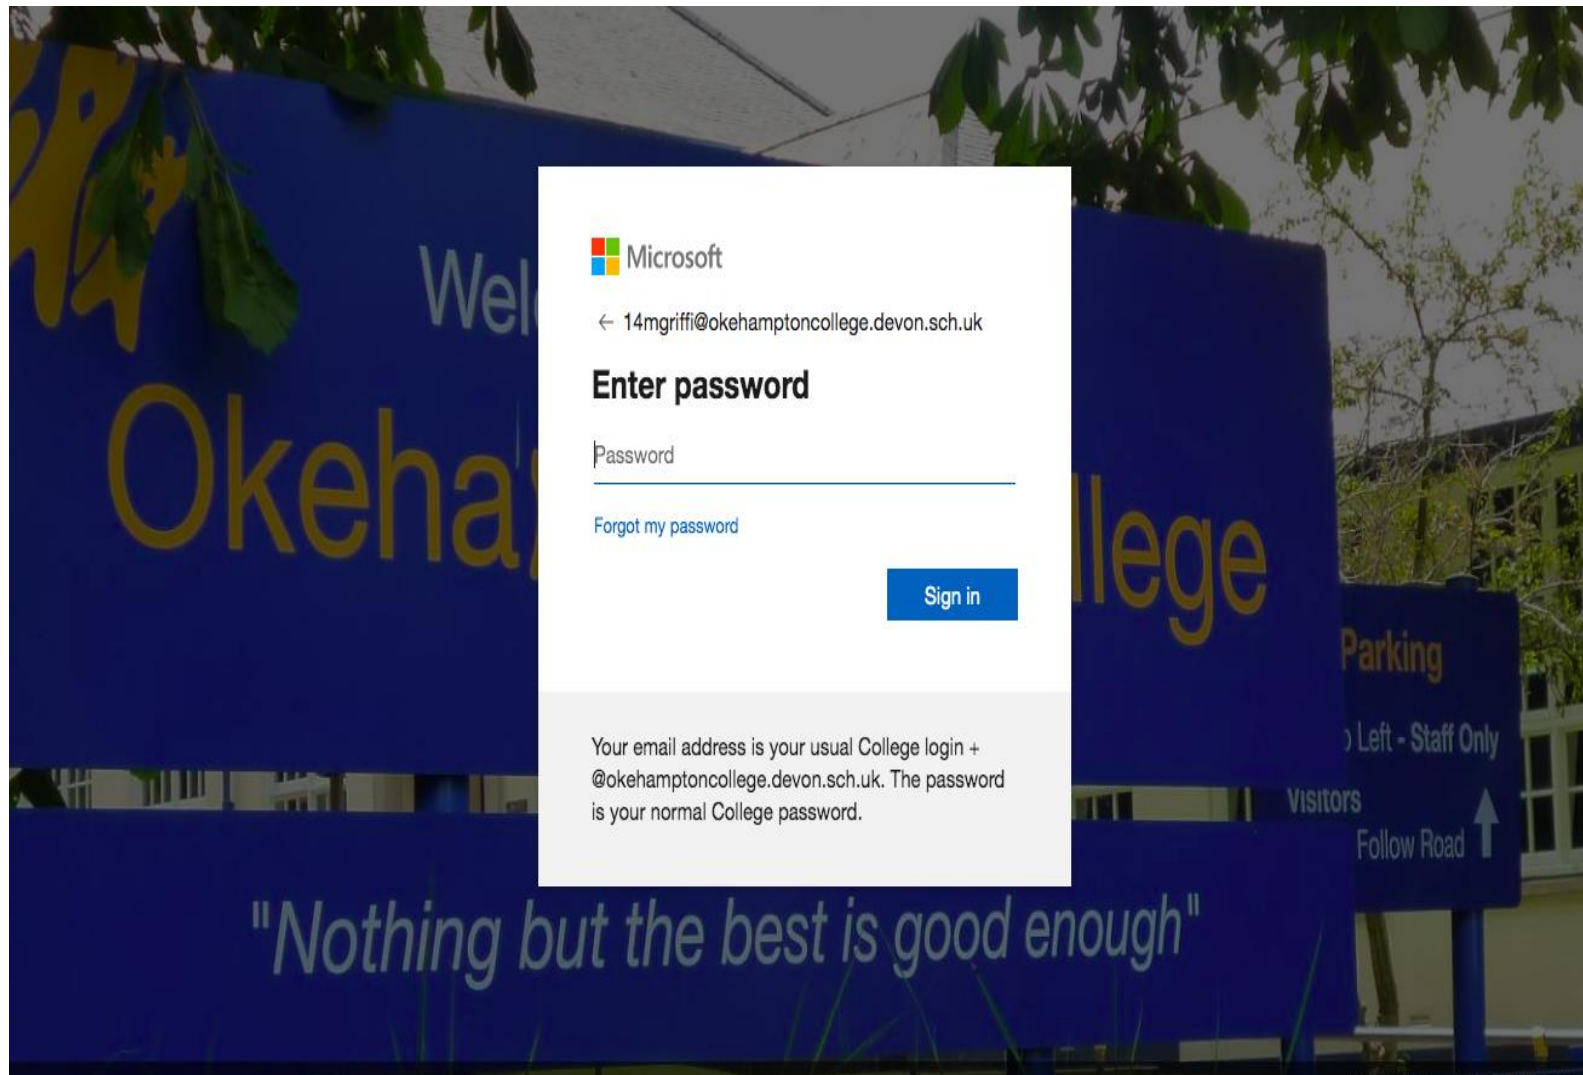 Wel
Okeha
llege
"Nothing but the best is good enough"
Microsoft
← 14mgriffi@okehamptoncollege.devon.sch.uk
Enter password
Password
Forgot my password
Sign in
Your email address is your usual College login +
@okehamptoncollege.devon.sch.uk. The password
is your normal College password.
Parking
Left - Staff Only
Visitors
Follow Road